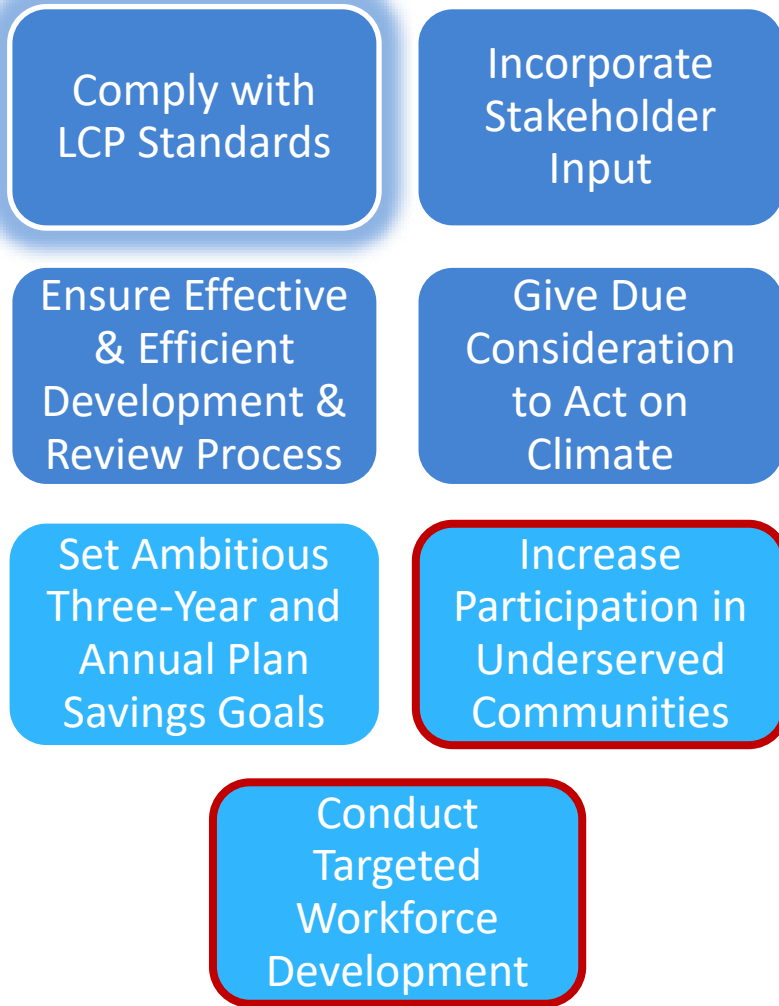 Comply with
LCP Standards
Incorporate
Stakeholder
Input
Ensure Effective
& Efficient
Development &
Review Process
Give Due
Consideration
to Act on
Climate
Set Ambitious
Three-Year and
Annual Plan
Savings Goals
Increase
Participation in
Underserved
Communities
Conduct
Targeted
Workforce
Development